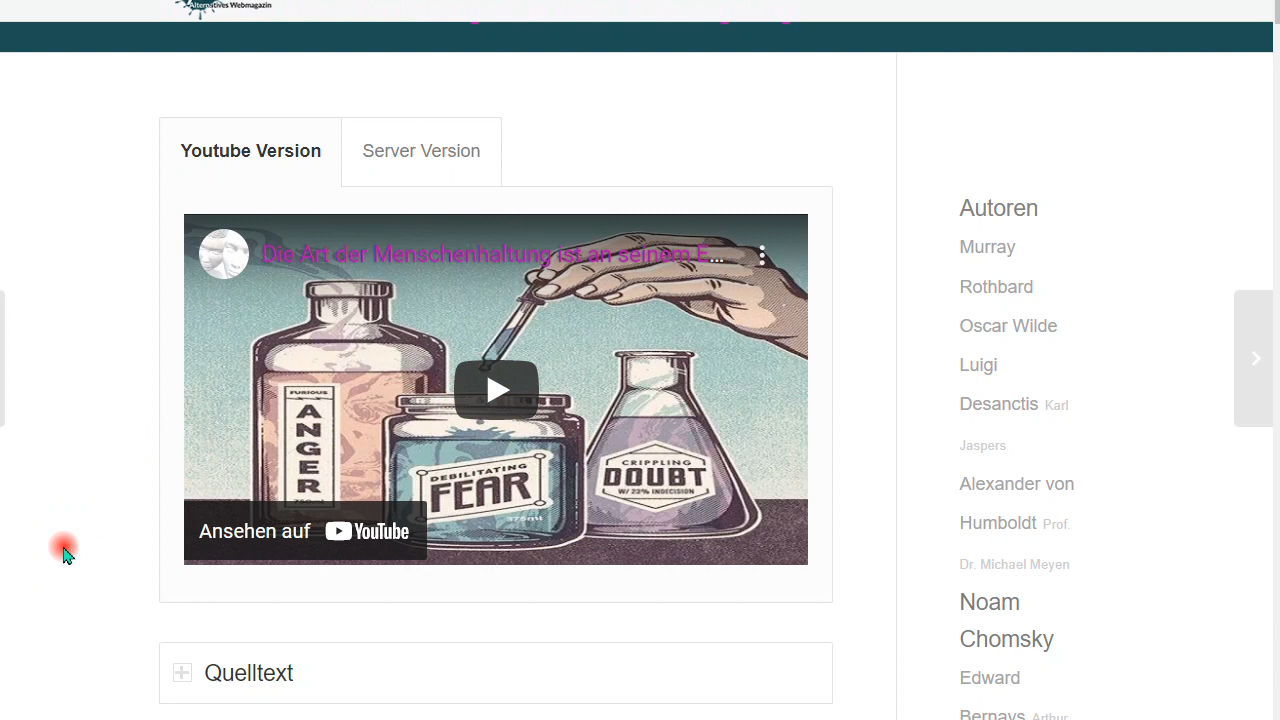 Alternatives Webmagazin
Youtube Version
Server Version
Die Art der Menschenhaltung ist an seinem E...
FURIOUS
ANGER
DEBILITATING
FEAR
CRIPPLING
DOUBT
W/ 23% INDECISION
Ansehen auf YouTube
Quelltext
Autoren
Murray
Rothbard
Oscar Wilde
Luigi
Desanctis Karl
Jaspers
Alexander von
Humboldt Prof.
Dr. Michael Meyen
Noam
Chomsky
Edward
Bernays Arthur